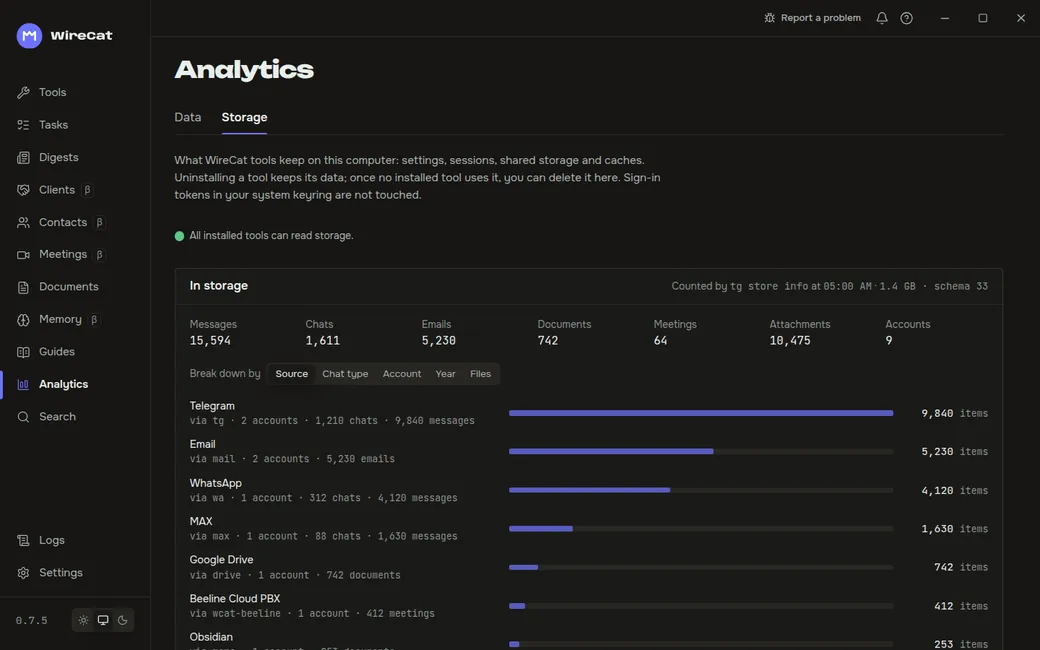 Report a problem
WireCat
Analytics
Tools
Tasks
Digests
Clients β
Contacts β
Meetings β
Documents
Memory β
Guides
Analytics
Search
Logs
Settings
0.7.5
Data Storage
What WireCat tools keep on this computer: settings, sessions, shared storage and caches.
Uninstalling a tool keeps its data; once no installed tool uses it, you can delete it here. Sign-in
tokens in your system keyring are not touched.
All installed tools can read storage.
In storage Counted by tg store info at 05:00 AM · 1.4 GB · schema 33
Messages Chats Emails Documents Meetings Attachments Accounts
15,594 1,611 5,230 742 64 10,475 9
Break down by Source Chat type Account Year Files
Telegram
via tg · 2 accounts · 1,210 chats · 9,840 messages
9,840 items
Email
via mail · 2 accounts · 5,230 emails
5,230 items
WhatsApp
via wa · 1 account · 312 chats · 4,120 messages
4,120 items
MAX
via max · 1 account · 88 chats · 1,630 messages
1,630 items
Google Drive
via drive · 1 account · 742 documents
742 items
Beeline Cloud PBX
via wcat-beeline · 1 account · 412 meetings
412 items
Obsidian
253 items